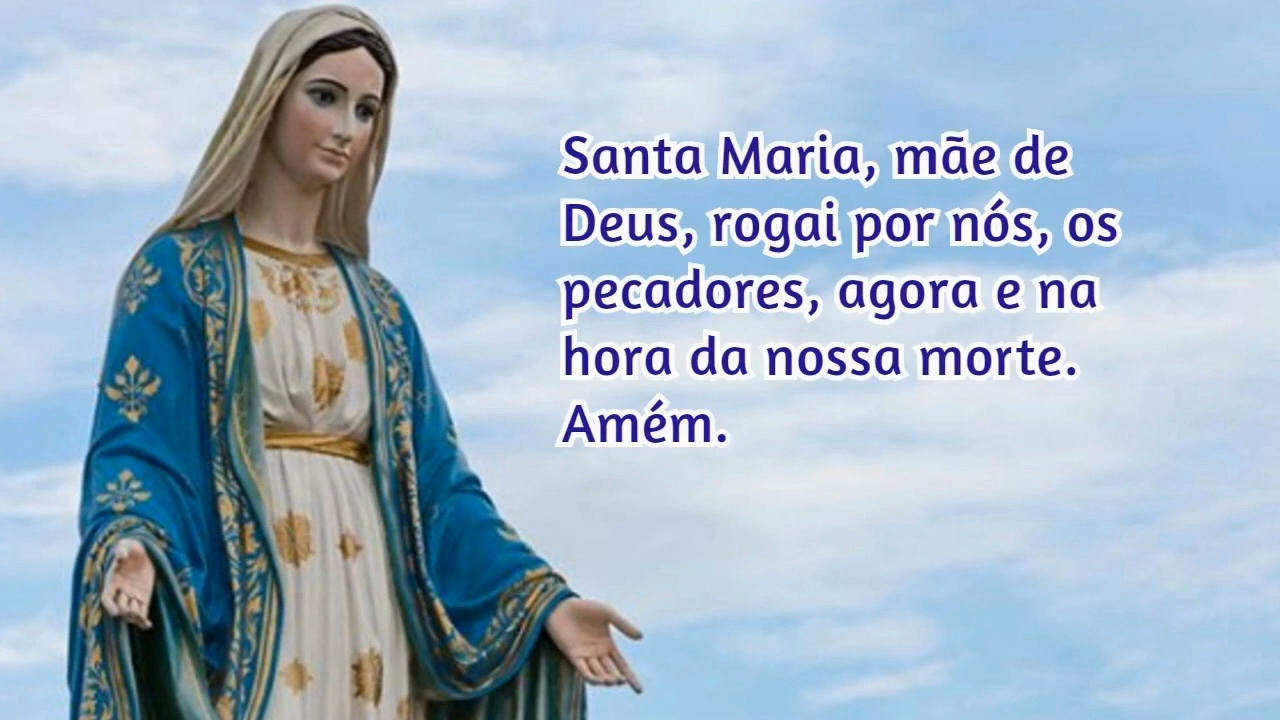 Santa Maria, mãe de
Deus, rogai por nós, os
pecadores, agora e na
hora da nossa morte.
Amém.